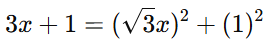 3x + 1 = (√3x)² + (1)²